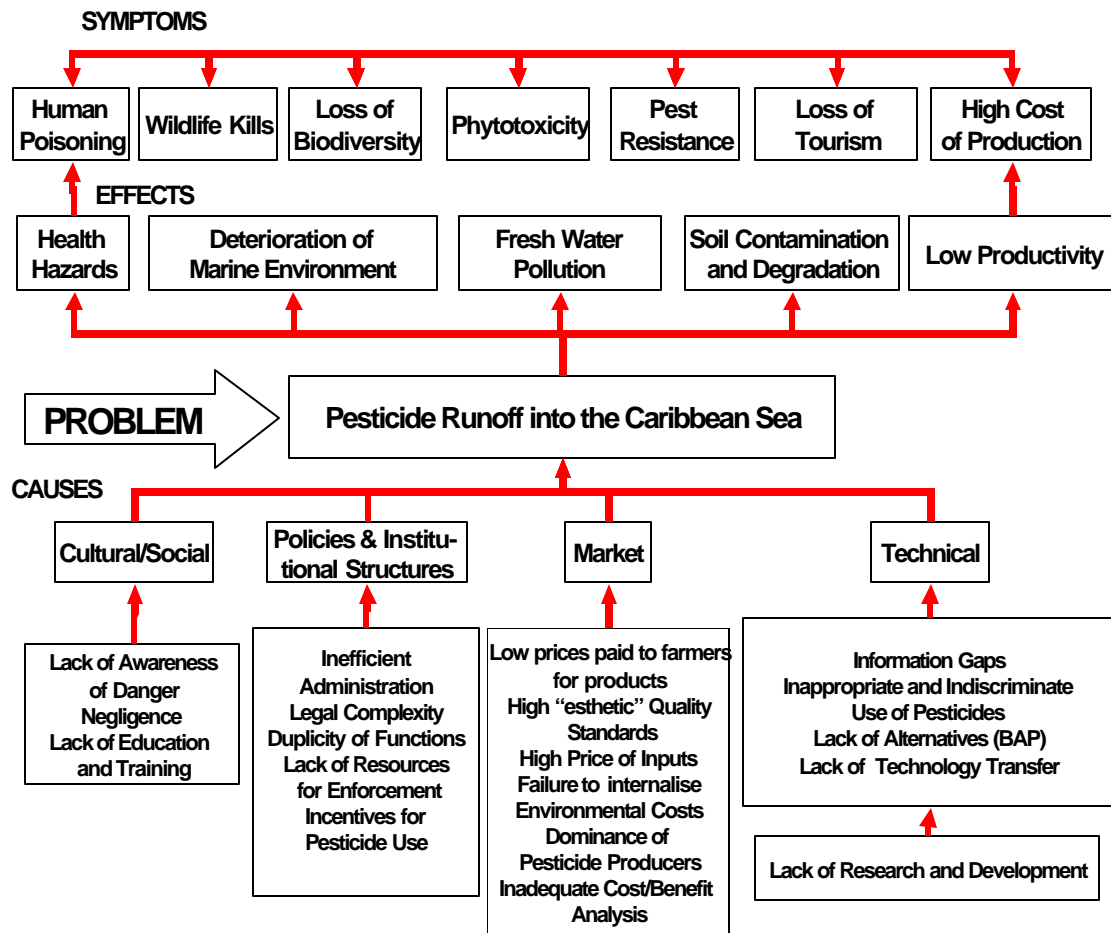 SYMPTOMS
Human
Poisoning
Wildlife Kills
Loss of
Biodiversity
Phytotoxicity
Pest
Resistance
Loss of
Tourism
High Cost
of Production
EFFECTS
Health
Hazards
Deterioration of
Marine Environment
Fresh Water
Pollution
Soil Contamination
and Degradation
Low Productivity
PROBLEM
Pesticide Runoff into the Caribbean Sea
CAUSES
Cultural/Social
Policies & Institu-
tional Structures
Market
Technical
Lack of Awareness
of Danger
Negligence
Lack of Education
and Training
Inefficient
Administration
Legal Complexity
Duplicity of Functions
Lack of Resources
for Enforcement
Incentives for
Pesticide Use
Low prices paid to farmers
for products
High “esthetic” Quality
Standards
High Price of Inputs
Failure to internalise
Environmental Costs
Dominance of
Pesticide Producers
Inadequate Cost/Benefit
Analysis
Information Gaps
Inappropriate and Indiscriminate
Use of Pesticides
Lack of Alternatives (BAP)
Lack of Technology Transfer
Lack of Research and Development